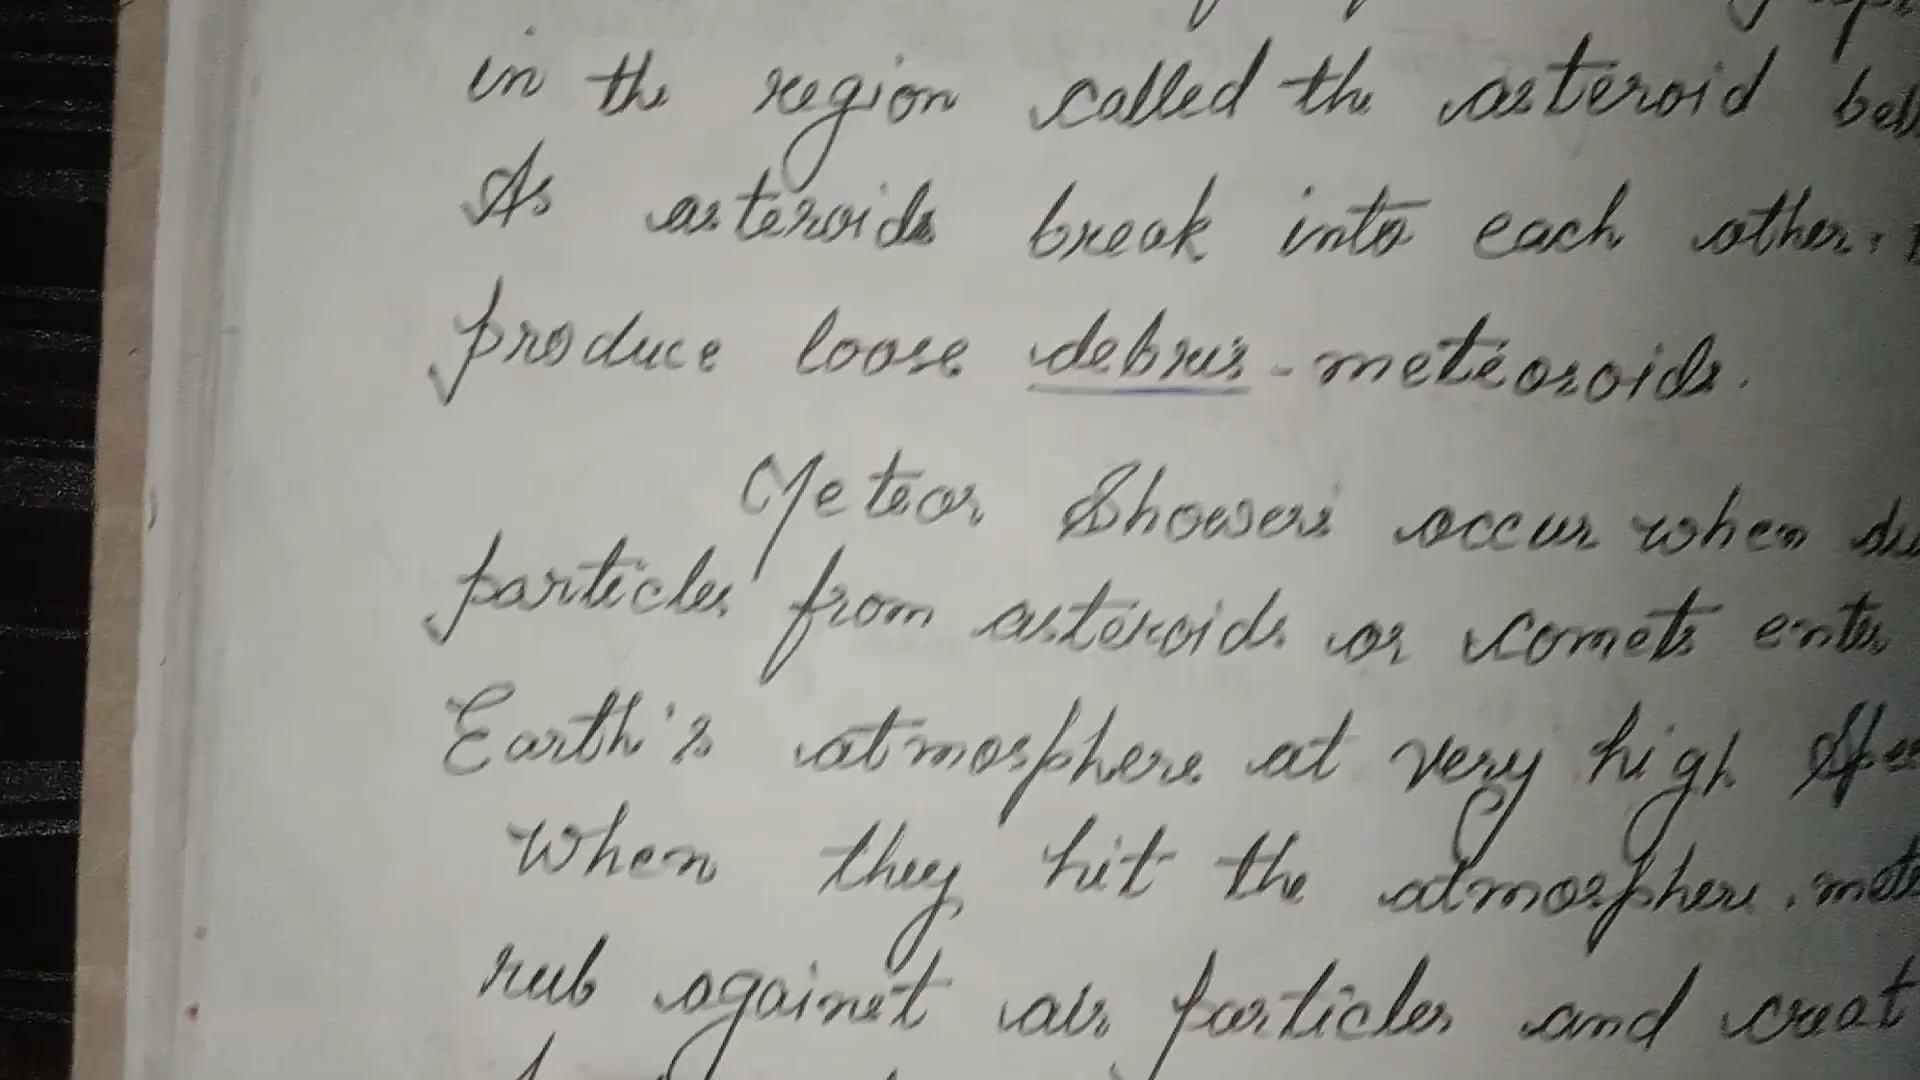 in the region called the asteroid
As asteroids break into each other.
produce loose debris - meteoroids.
Meteor Showers occur when
particles from asteroids or comets enter
Earth's atmosphere at very high
When they hit the atmosphere,
rub against air particles and creat